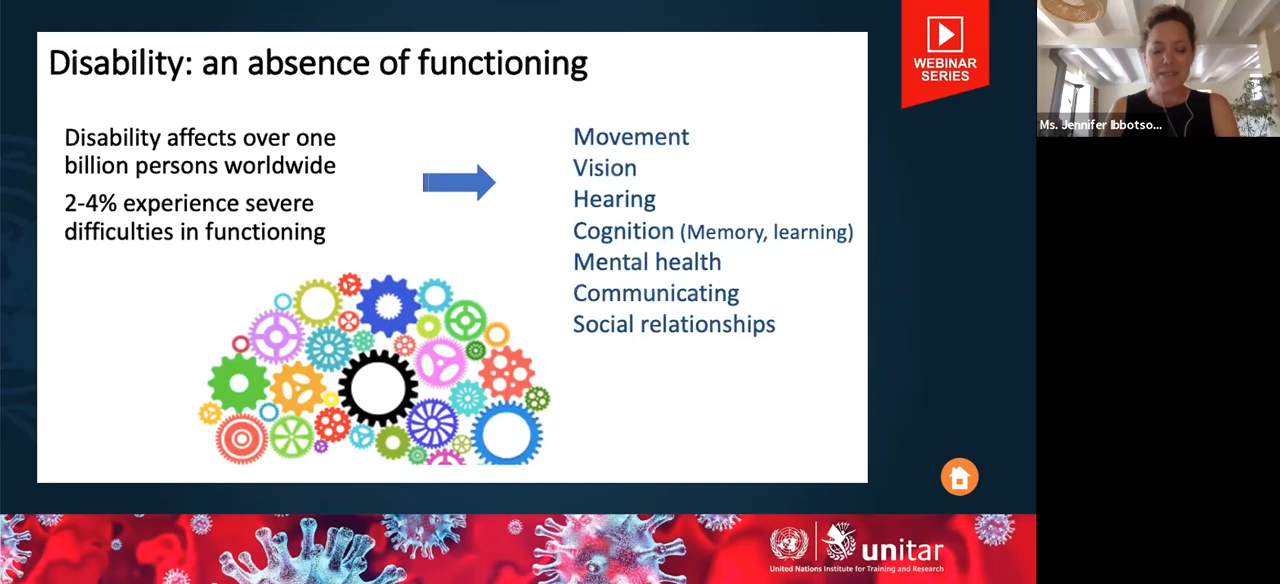 Disability: an absence of functioning
Disability affects over one
billion persons worldwide
2-4% experience severe
difficulties in functioning
Movement
Vision
Hearing
Cognition (Memory, learning)
Mental health
Communicating
Social relationships
WEBINAR
SERIES
Ms. Jennifer Ibbotso...
unitar
United Nations Institute for Training and Research